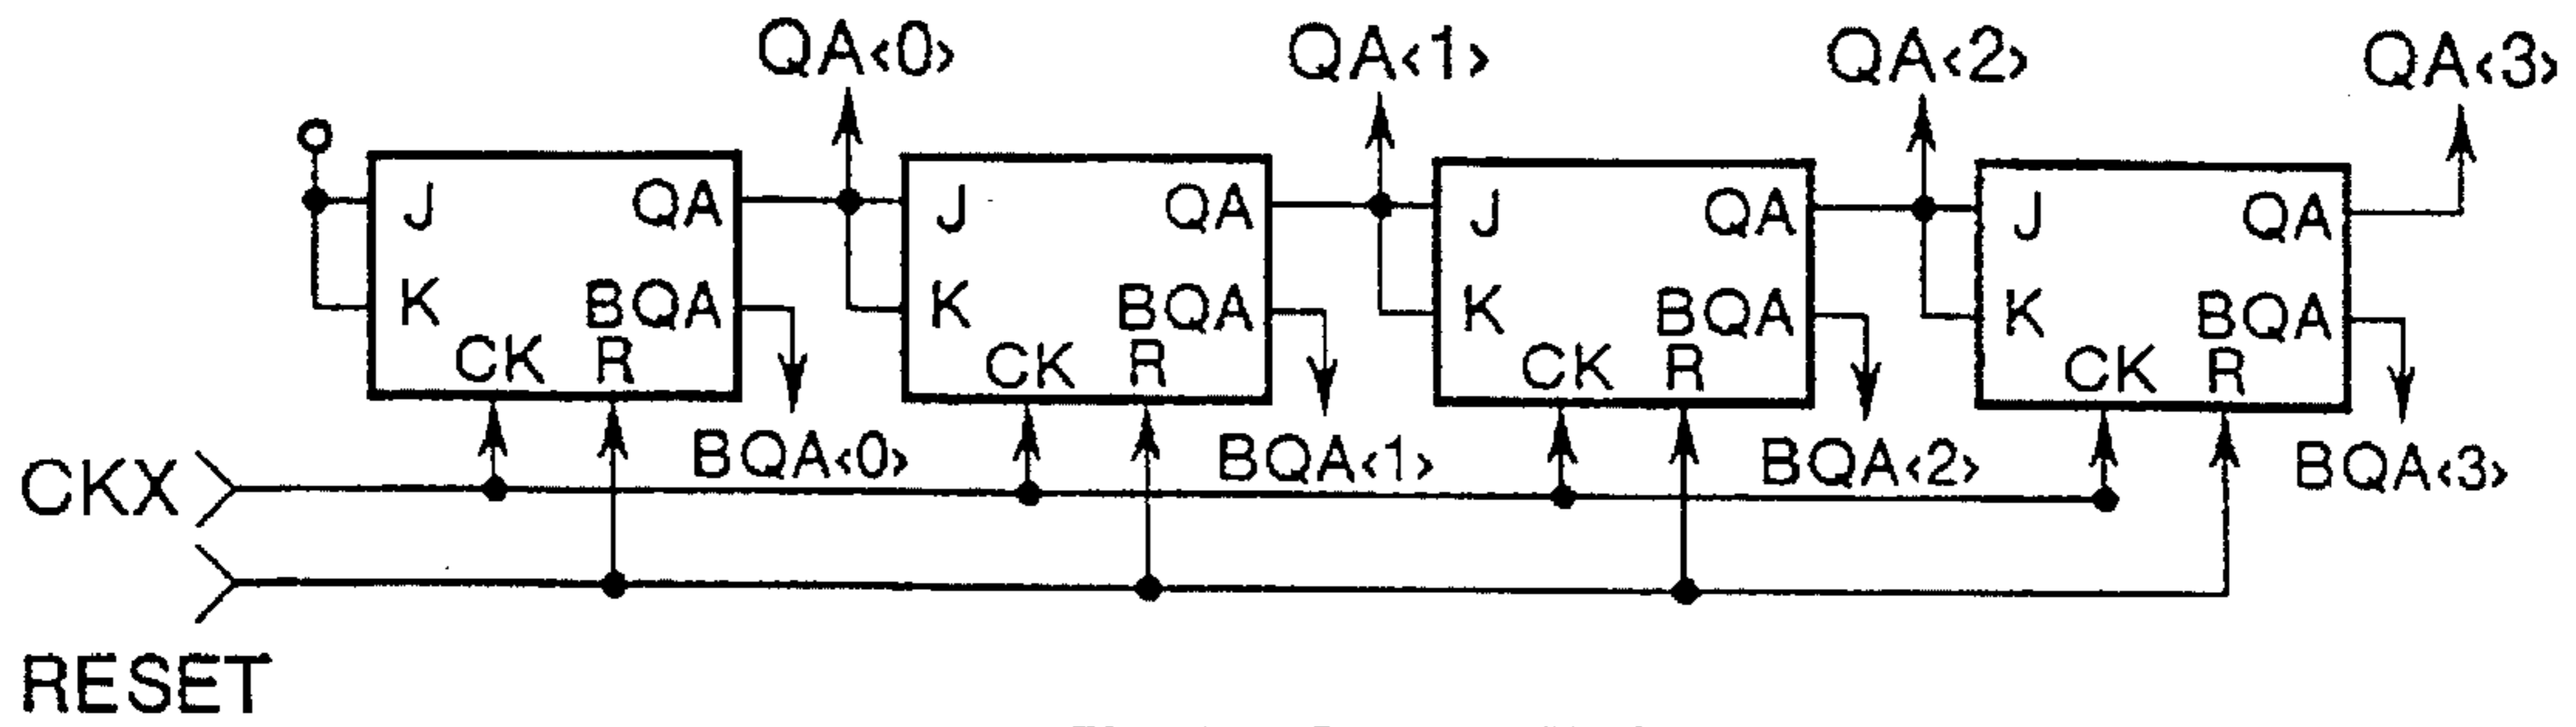 QA<0> QA<1> QA<2> QA<3>
J QA J QA J QA J QA
K BQA K BQA K BQA K BQA
CK R CK R CK R CK R
BQA<0> BQA<1> BQA<2> BQA<3>
CKX
RESET